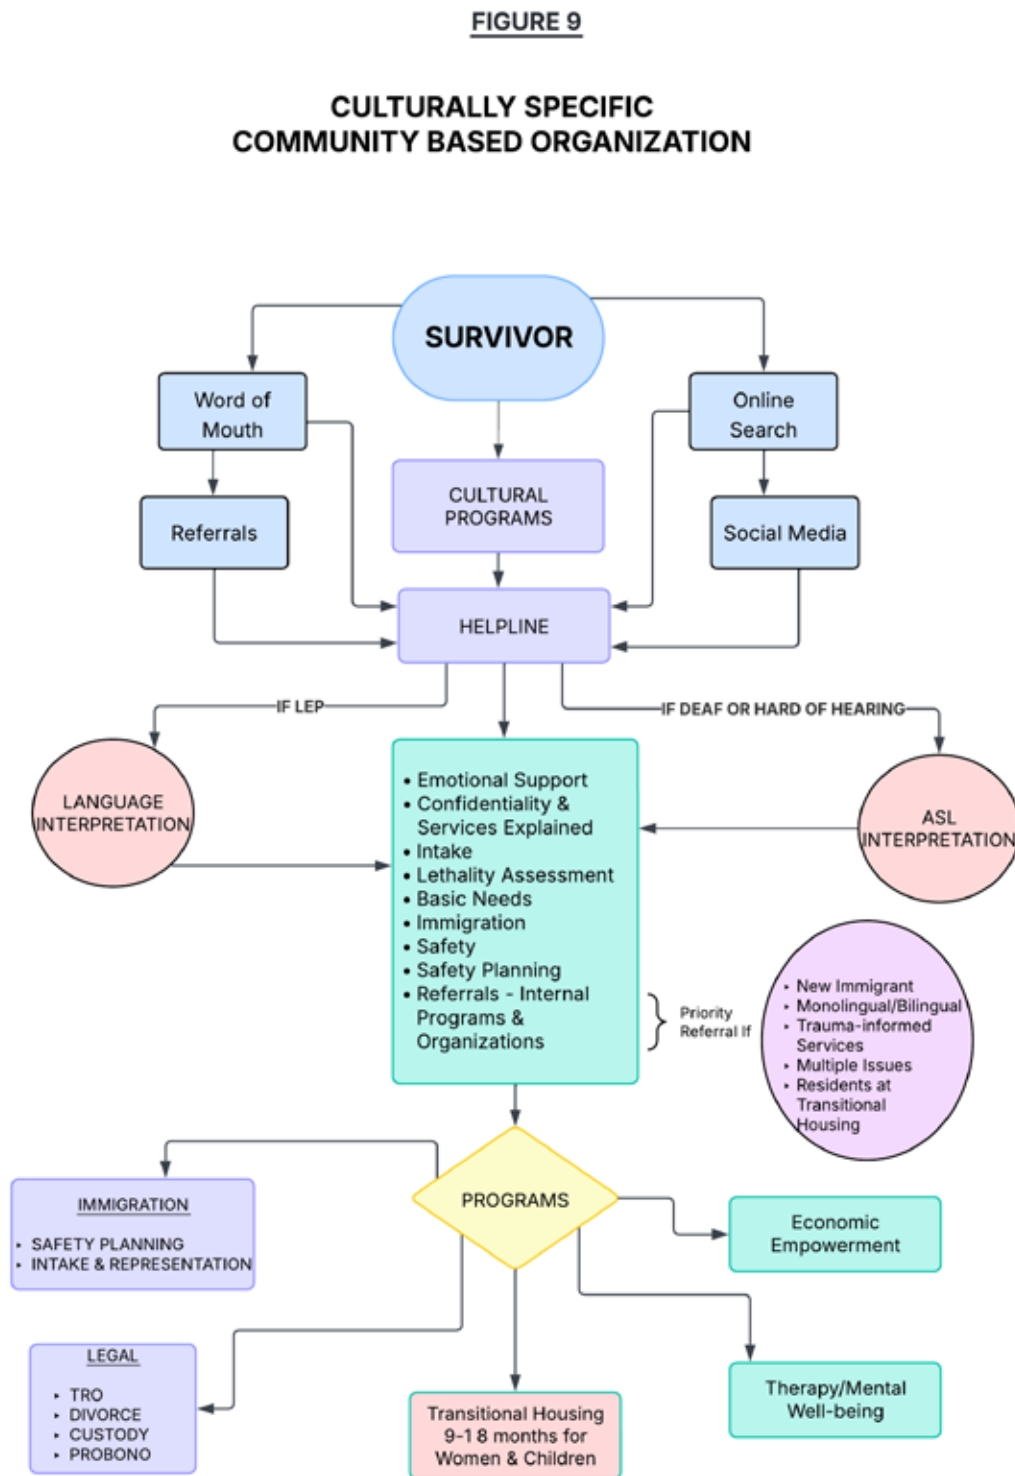 FIGURE 9
CULTURALLY SPECIFIC
COMMUNITY BASED ORGANIZATION
SURVIVOR
Word of
Mouth
Online
Search
CULTURAL
PROGRAMS
Referrals
Social Media
HELPLINE
IF LEP
IF DEAF OR HARD OF HEARING
LANGUAGE
INTERPRETATION
ASL
INTERPRETATION
• Emotional Support
• Confidentiality &
Services Explained
• Intake
• Lethality Assessment
• Basic Needs
• Immigration
• Safety
• Safety Planning
• Referrals - Internal
Programs &
Organizations
Priority
Referral If
‣ New Immigrant
‣ Monolingual/Bilingual
‣ Trauma-informed
Services
‣ Multiple Issues
‣ Residents at
Transitional
Housing
PROGRAMS
IMMIGRATION
‣ SAFETY PLANNING
‣ INTAKE & REPRESENTATION
Economic
Empowerment
LEGAL
‣ TRO
‣ DIVORCE
‣ CUSTODY
‣ PROBONO
Transitional Housing
9-18 months for
Women & Children
Therapy/Mental
Well-being